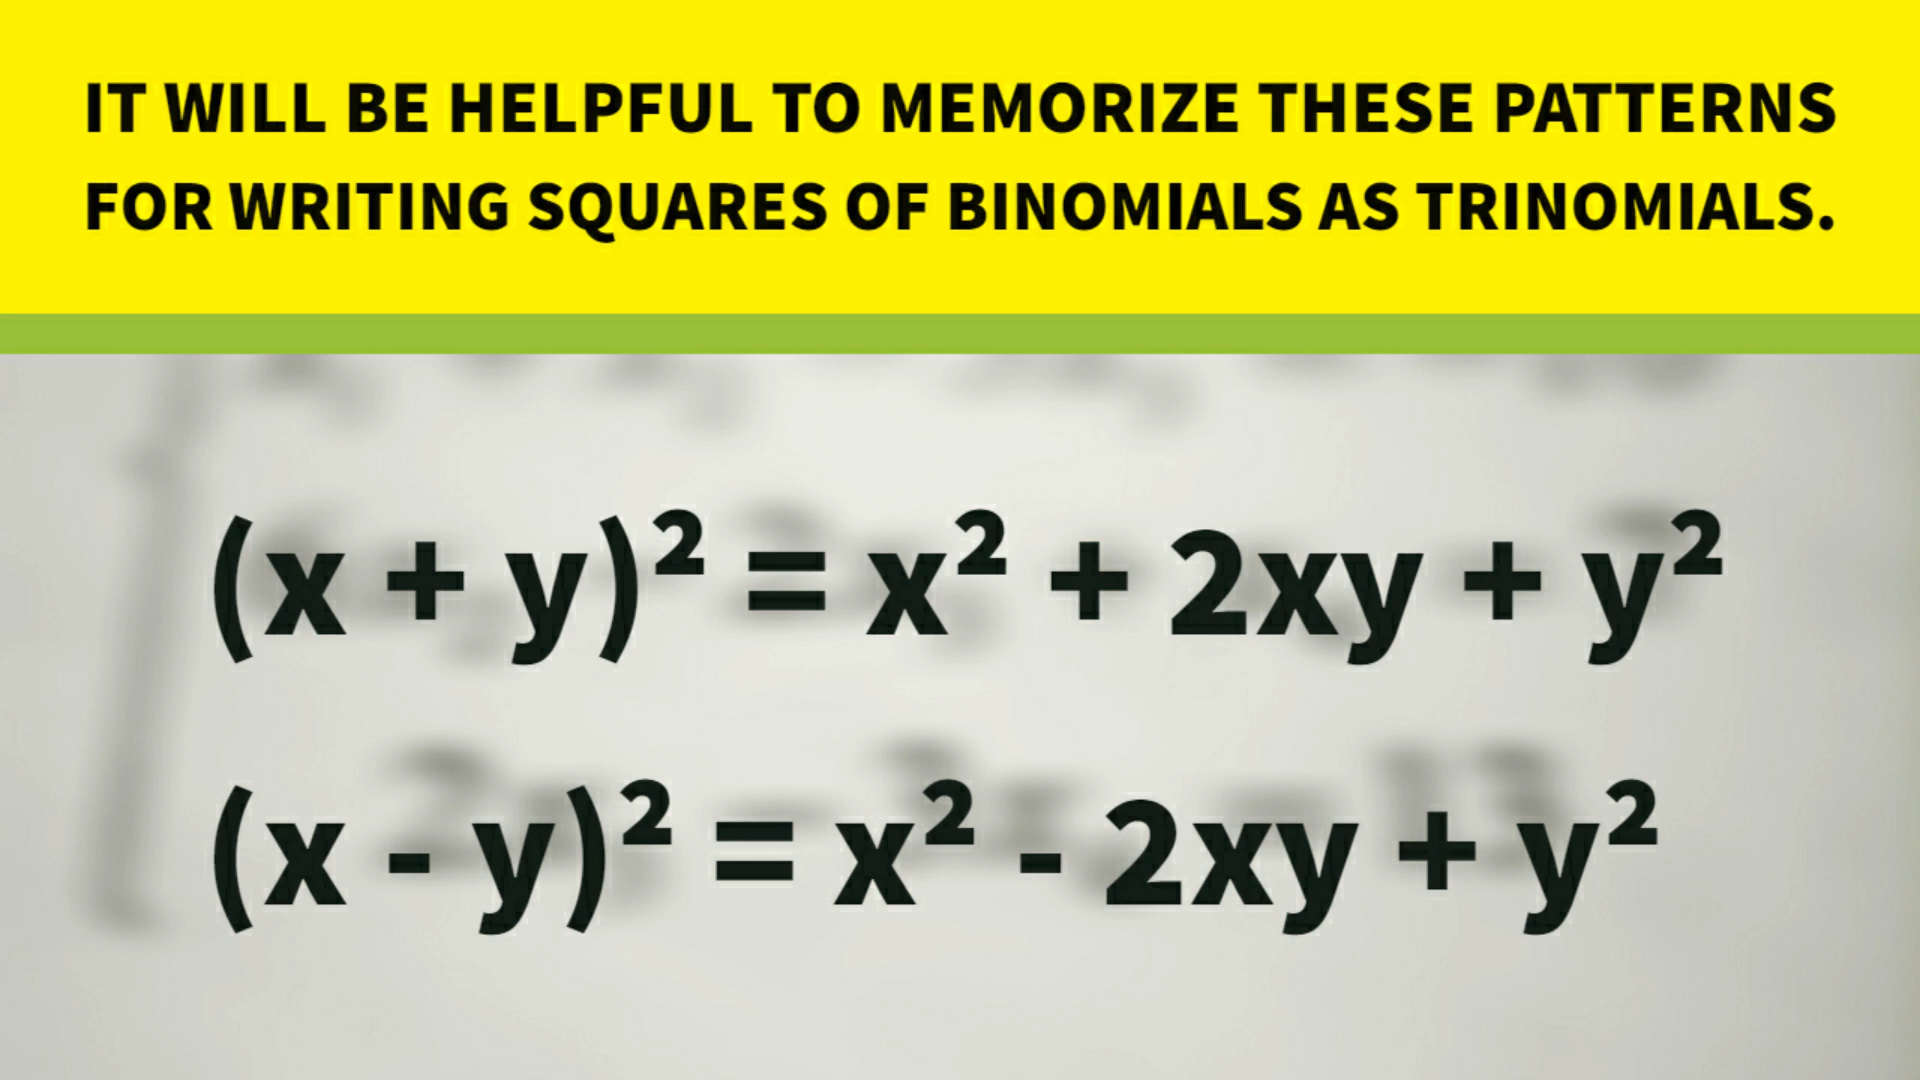 IT WILL BE HELPFUL TO MEMORIZE THESE PATTERNS
FOR WRITING SQUARES OF BINOMIALS AS TRINOMIALS.
(x + y)² = x² + 2xy + y²
(x - y)² = x² - 2xy + y²